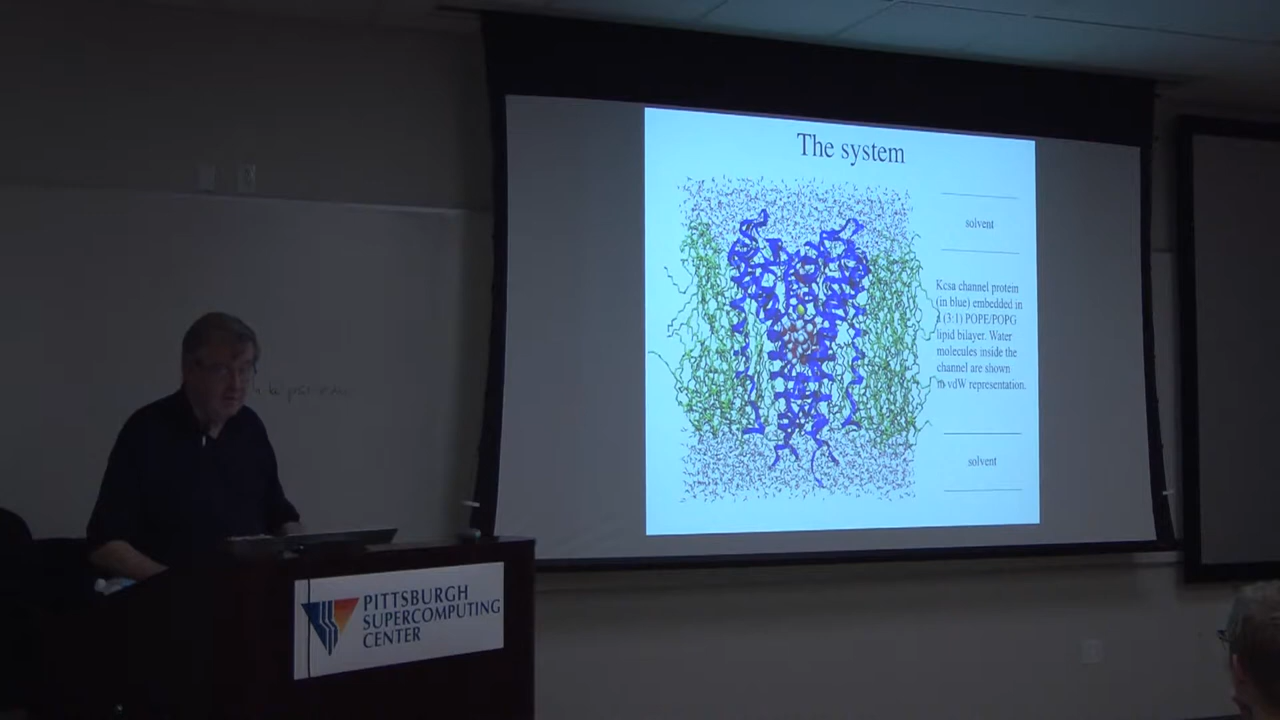 The system
solvent
Kcsa channel protein
(in blue) embedded in
a (3:1) POPE/POPG
lipid bilayer. Water
molecules inside the
channel are shown
in vdW representation.
solvent
PITTSBURGH
SUPERCOMPUTING
CENTER